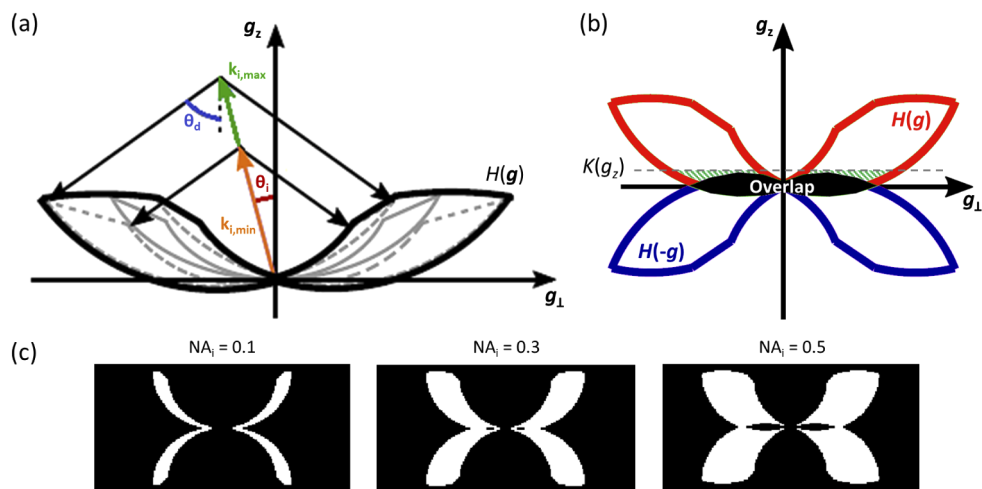 (a)
g_z
k_i,max
θ_d
θ_i
H(g)
k_i,min
g_⊥
(b)
g_z
H(g)
K(g_z)
Overlap
g_⊥
H(-g)
(c)
NA_i = 0.1
NA_i = 0.3
NA_i = 0.5